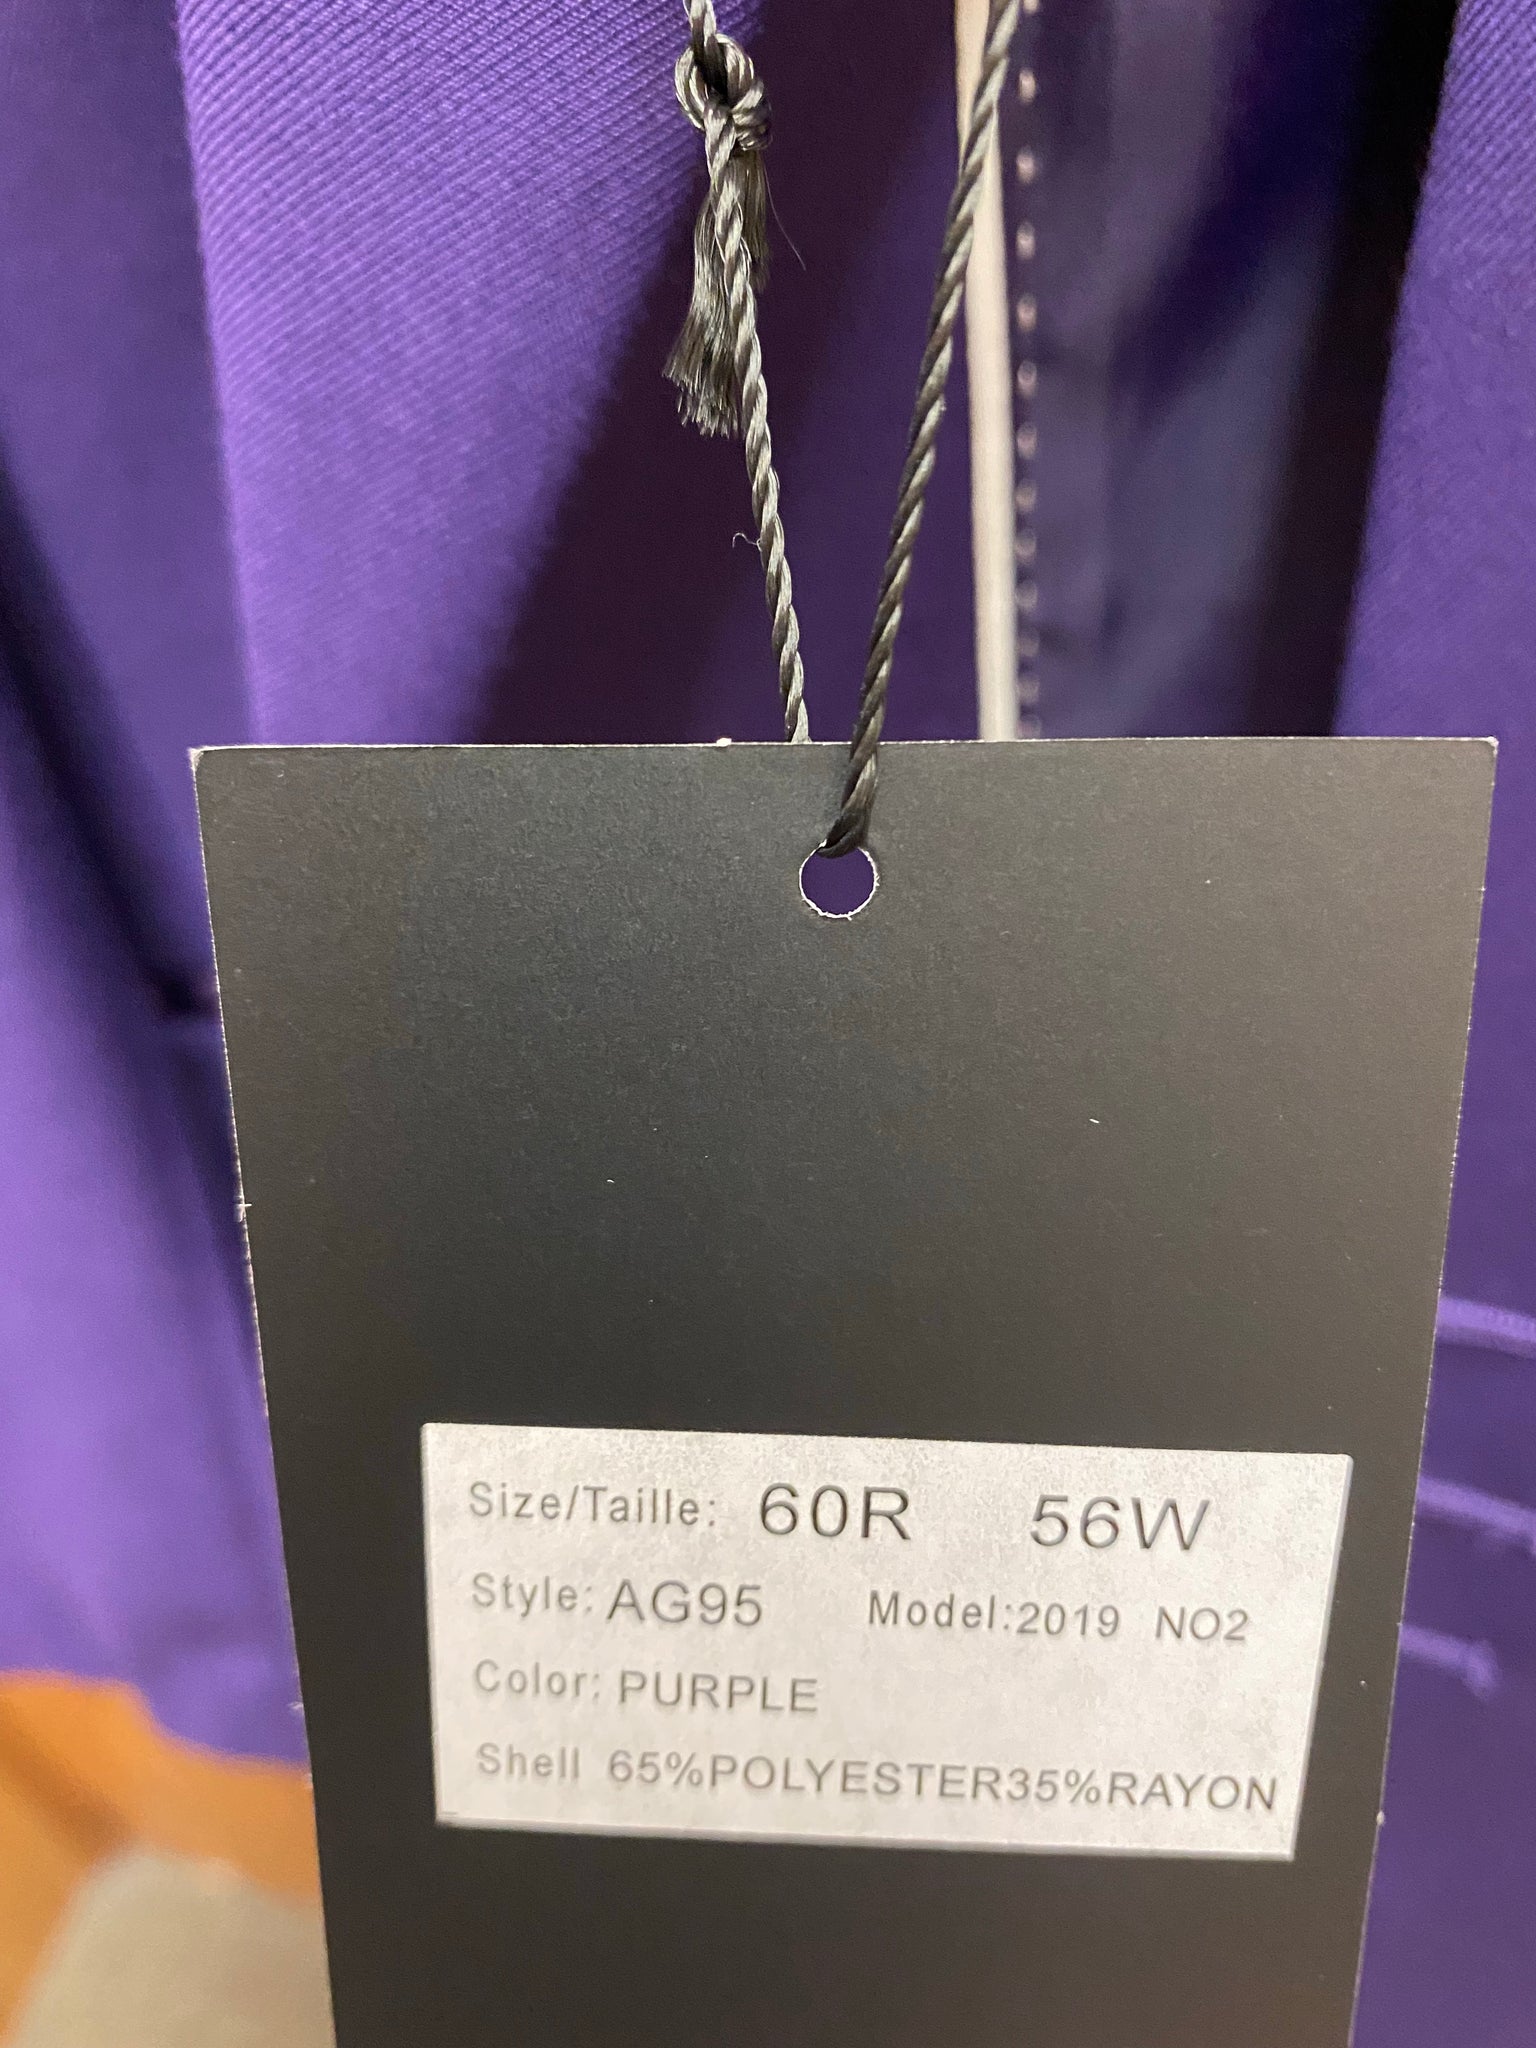 Size/Taille: 60R 56W
Style: AG95 Model:2019 NO2
Color: PURPLE
Shell 65%POLYESTER35%RAYON